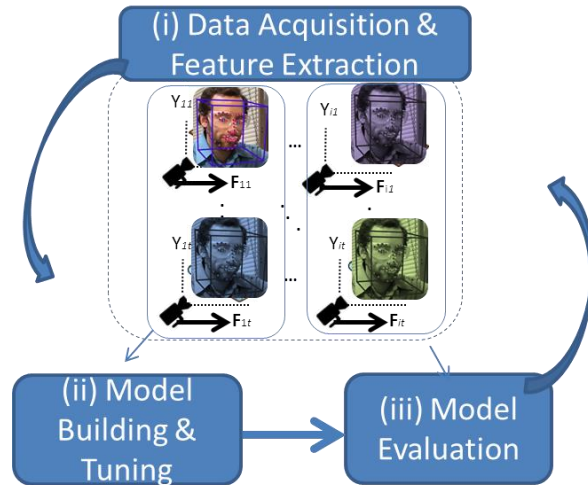 (i) Data Acquisition &
Feature Extraction
Y11
Yi1
...
F11
Fi1
Y1t
Yit
...
F1t
Fit
(ii) Model
Building &
Tuning
(iii) Model
Evaluation